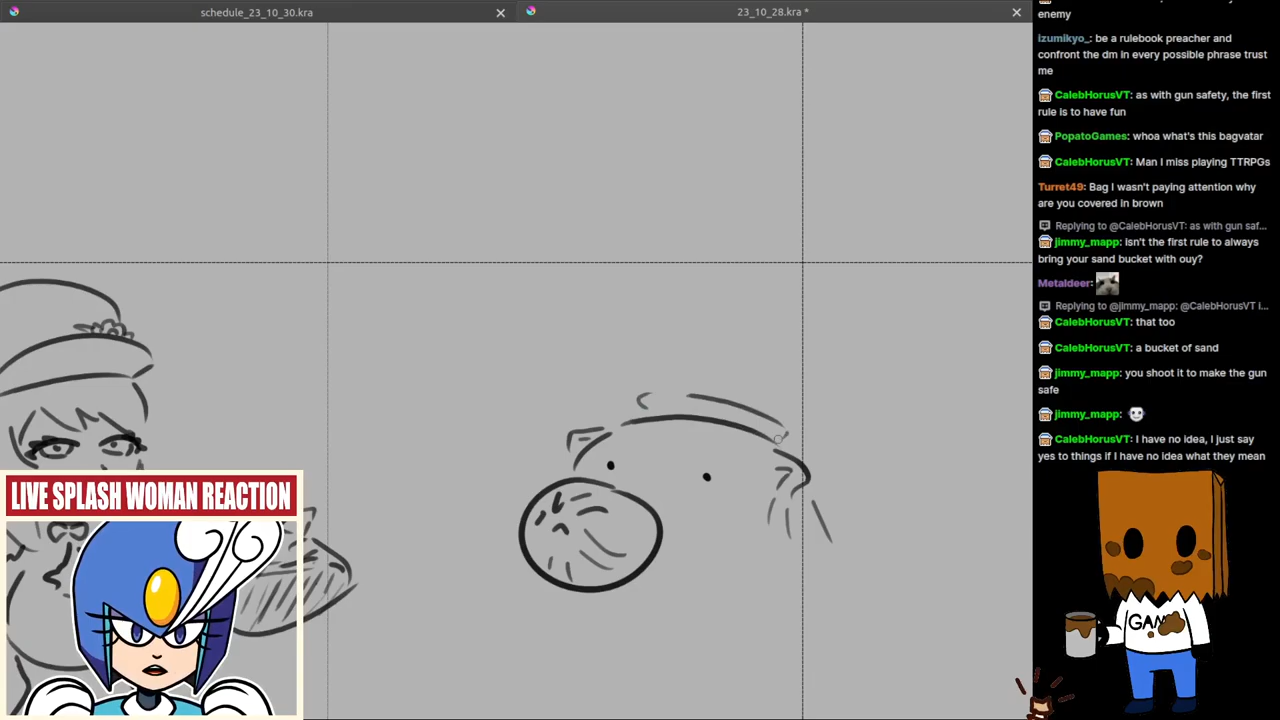 schedule_23_10_30.kra
23_10_28.kra *
enemy
izumikyo_: be a rulebook preacher and
confront the dm in every possible phrase trust
me
CalebHorusVT: as with gun safety, the first
rule is to have fun
PopatoGames: whoa what's this bagvatar
CalebHorusVT: Man I miss playing TTRPGs
Turret49: Bag I wasn't paying attention why
are you covered in brown
Replying to @CalebHorusVT: as with gun saf...
jimmy_mapp: isn't the first rule to always
bring your sand bucket with ouy?
Metaldeer:
Replying to @jimmy_mapp: @CalebHorusVT i...
CalebHorusVT: that too
CalebHorusVT: a bucket of sand
jimmy_mapp: you shoot it to make the gun
safe
jimmy_mapp:
CalebHorusVT: I have no idea, I just say
yes to things if I have no idea what they mean
LIVE SPLASH WOMAN REACTION